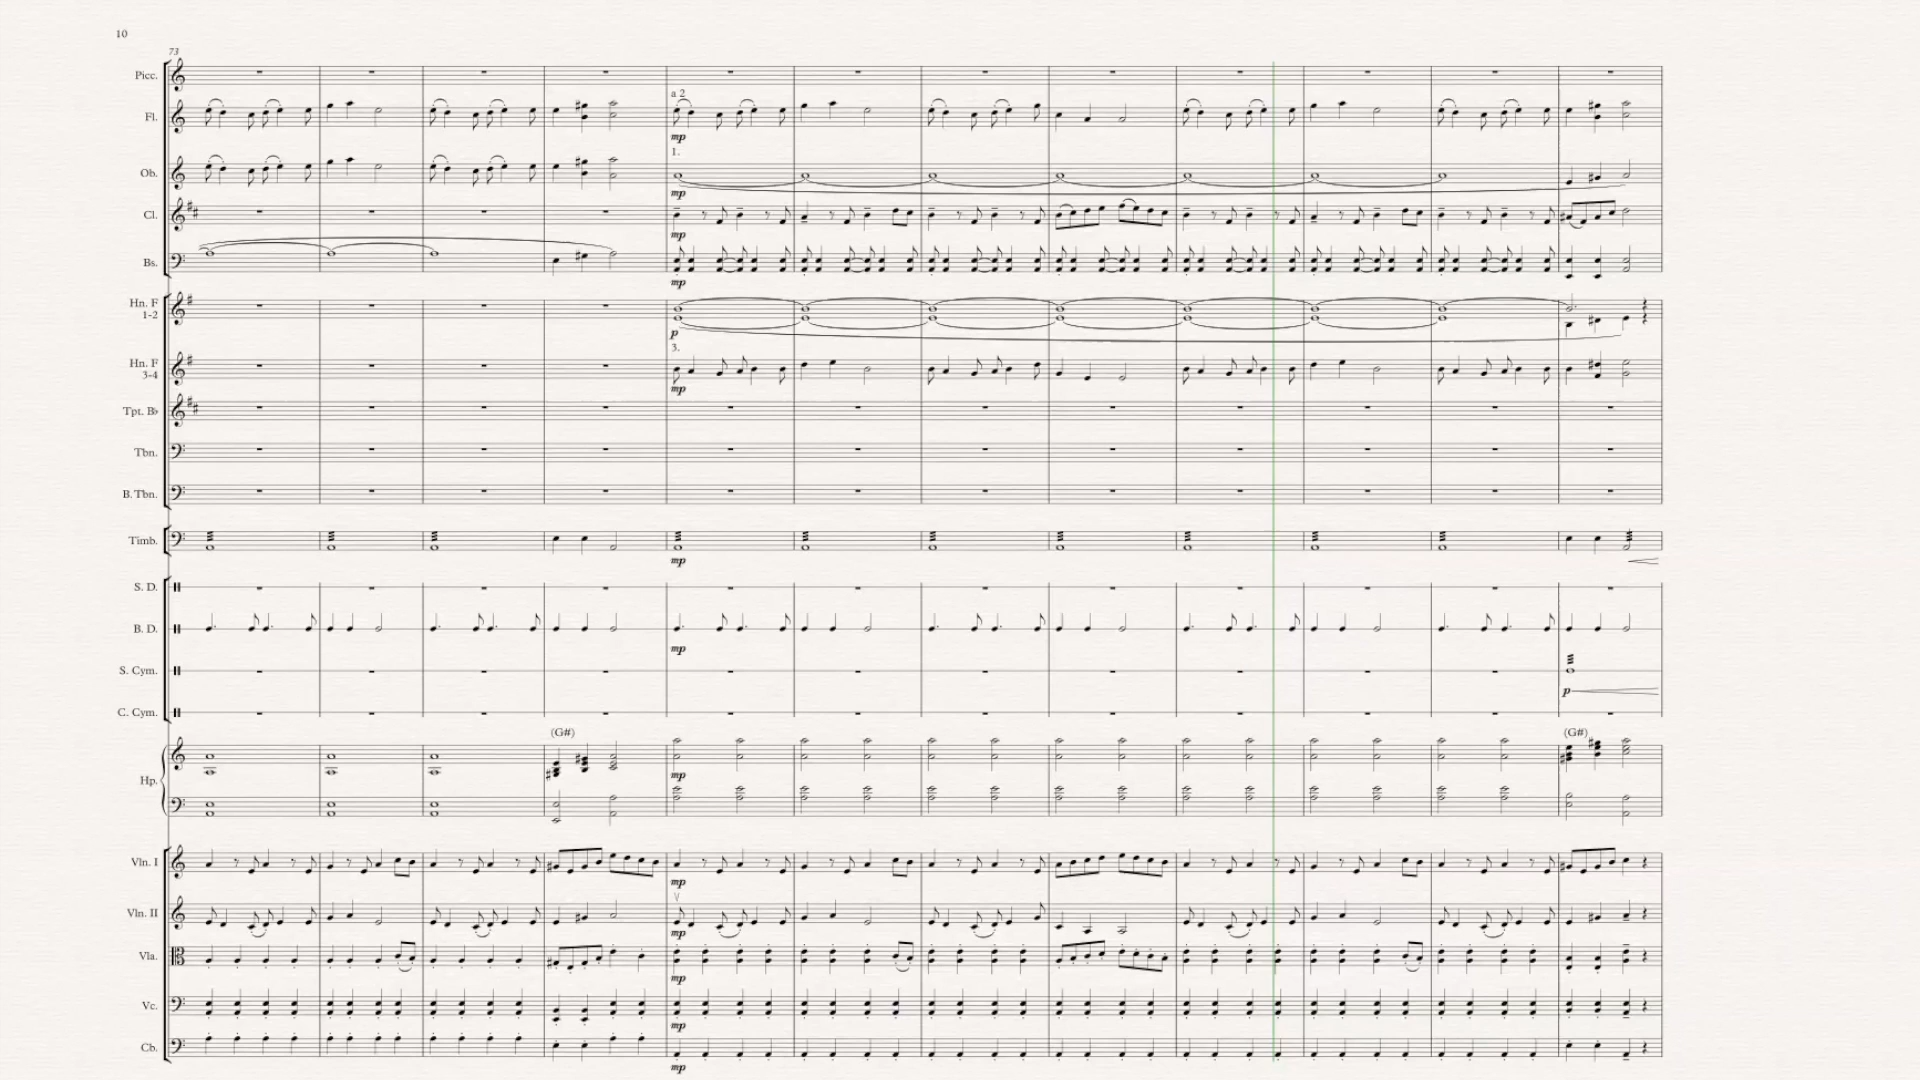 10
73
Picc.
Fl.
a 2
mp
Ob.
1.
mp
Cl.
mp
Bs.
mp
Hn. F
1-2
p
Hn. F
3-4
3.
mp
Tpt. B♭
Tbn.
B. Tbn.
Timb.
mp
S. D.
B. D.
mp
S. Cym.
p
C. Cym.
(G#) (G#)
Hp.
mp
Vln. I
mp
Vln. II
mp
Vla.
mp
Vc.
mp
Cb.
mp